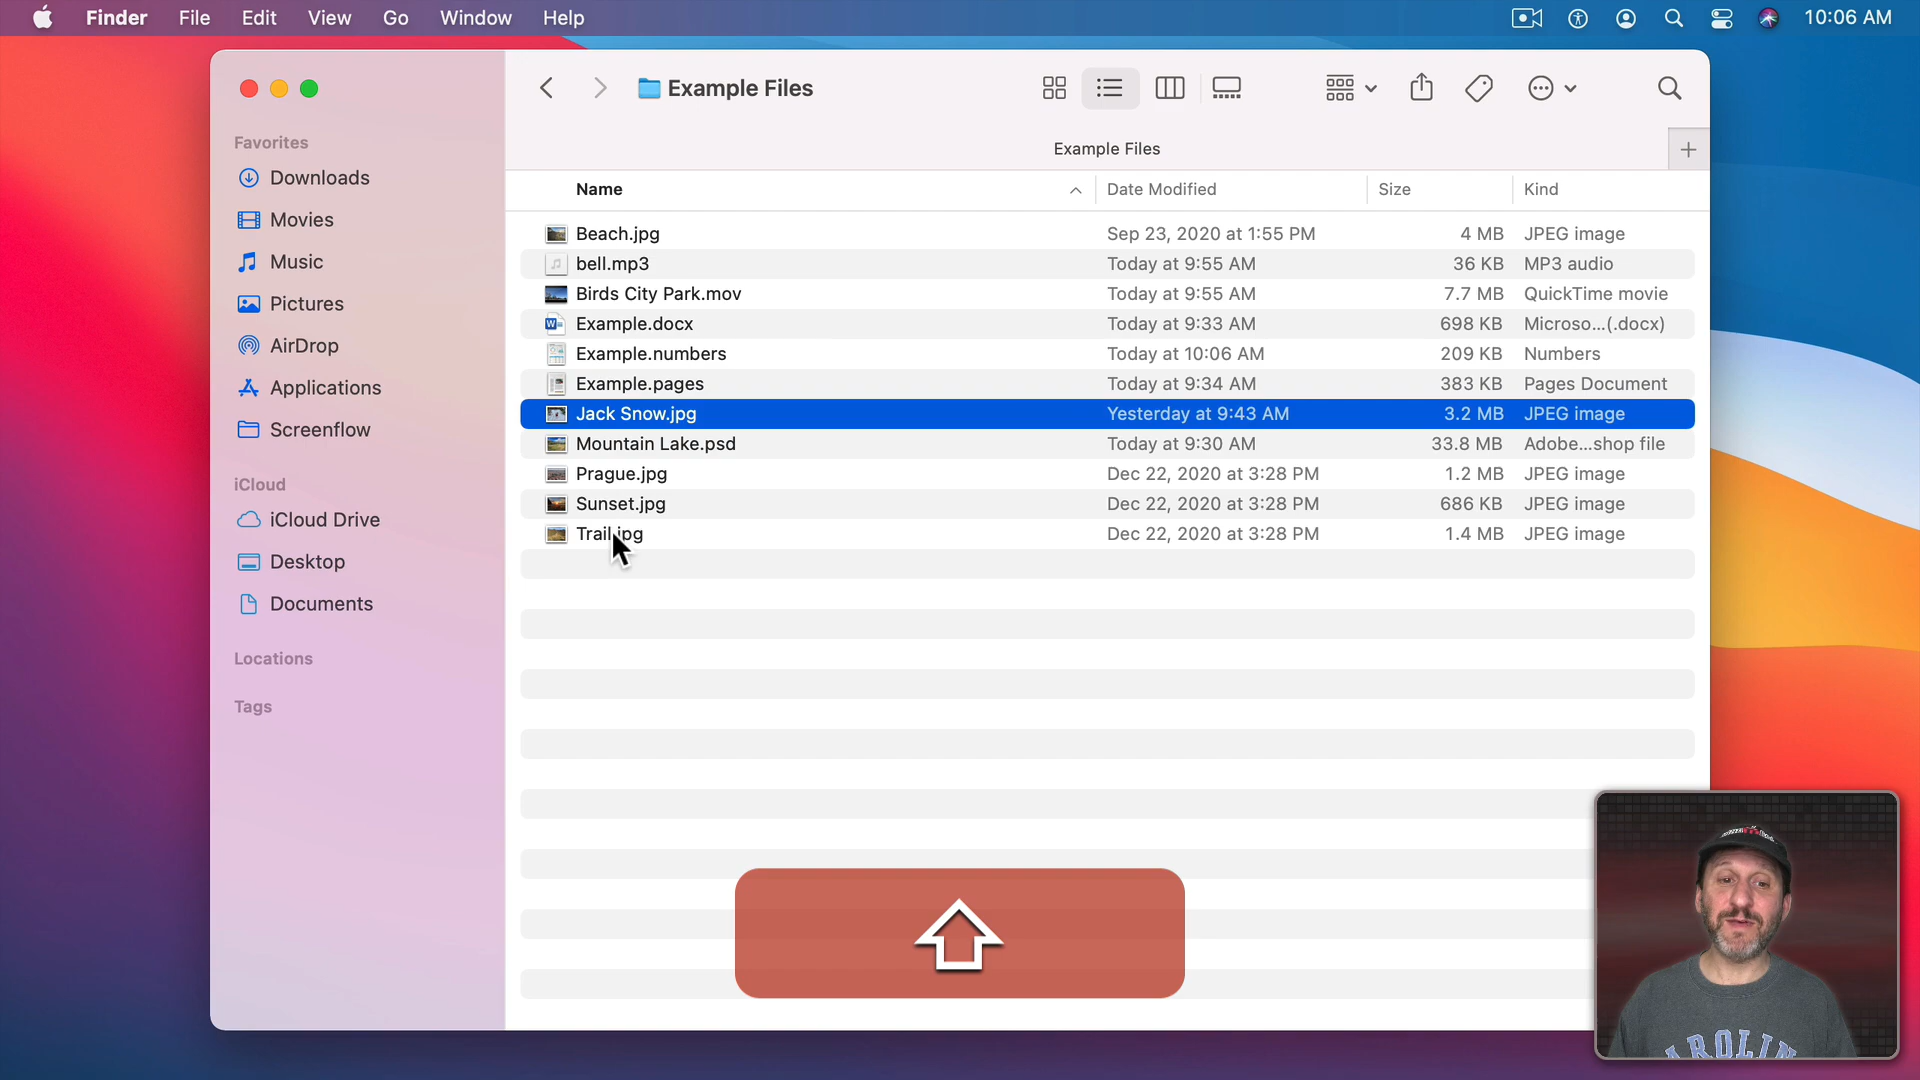 Finder File Edit View Go Window Help 10:06 AM
Example Files
Example Files
Favorites
Downloads
Movies
Music
Pictures
AirDrop
Applications
Screenflow
iCloud
iCloud Drive
Desktop
Documents
Locations
Tags
Name Date Modified Size Kind
Beach.jpg Sep 23, 2020 at 1:55 PM 4 MB JPEG image
bell.mp3 Today at 9:55 AM 36 KB MP3 audio
Birds City Park.mov Today at 9:55 AM 7.7 MB QuickTime movie
Example.docx Today at 9:33 AM 698 KB Microso...(.docx)
Example.numbers Today at 10:06 AM 209 KB Numbers
Example.pages Today at 9:34 AM 383 KB Pages Document
Jack Snow.jpg Yesterday at 9:43 AM 3.2 MB JPEG image
Mountain Lake.psd Today at 9:30 AM 33.8 MB Adobe...shop file
Prague.jpg Dec 22, 2020 at 3:28 PM 1.2 MB JPEG image
Sunset.jpg Dec 22, 2020 at 3:28 PM 686 KB JPEG image
Trail.jpg Dec 22, 2020 at 3:28 PM 1.4 MB JPEG image